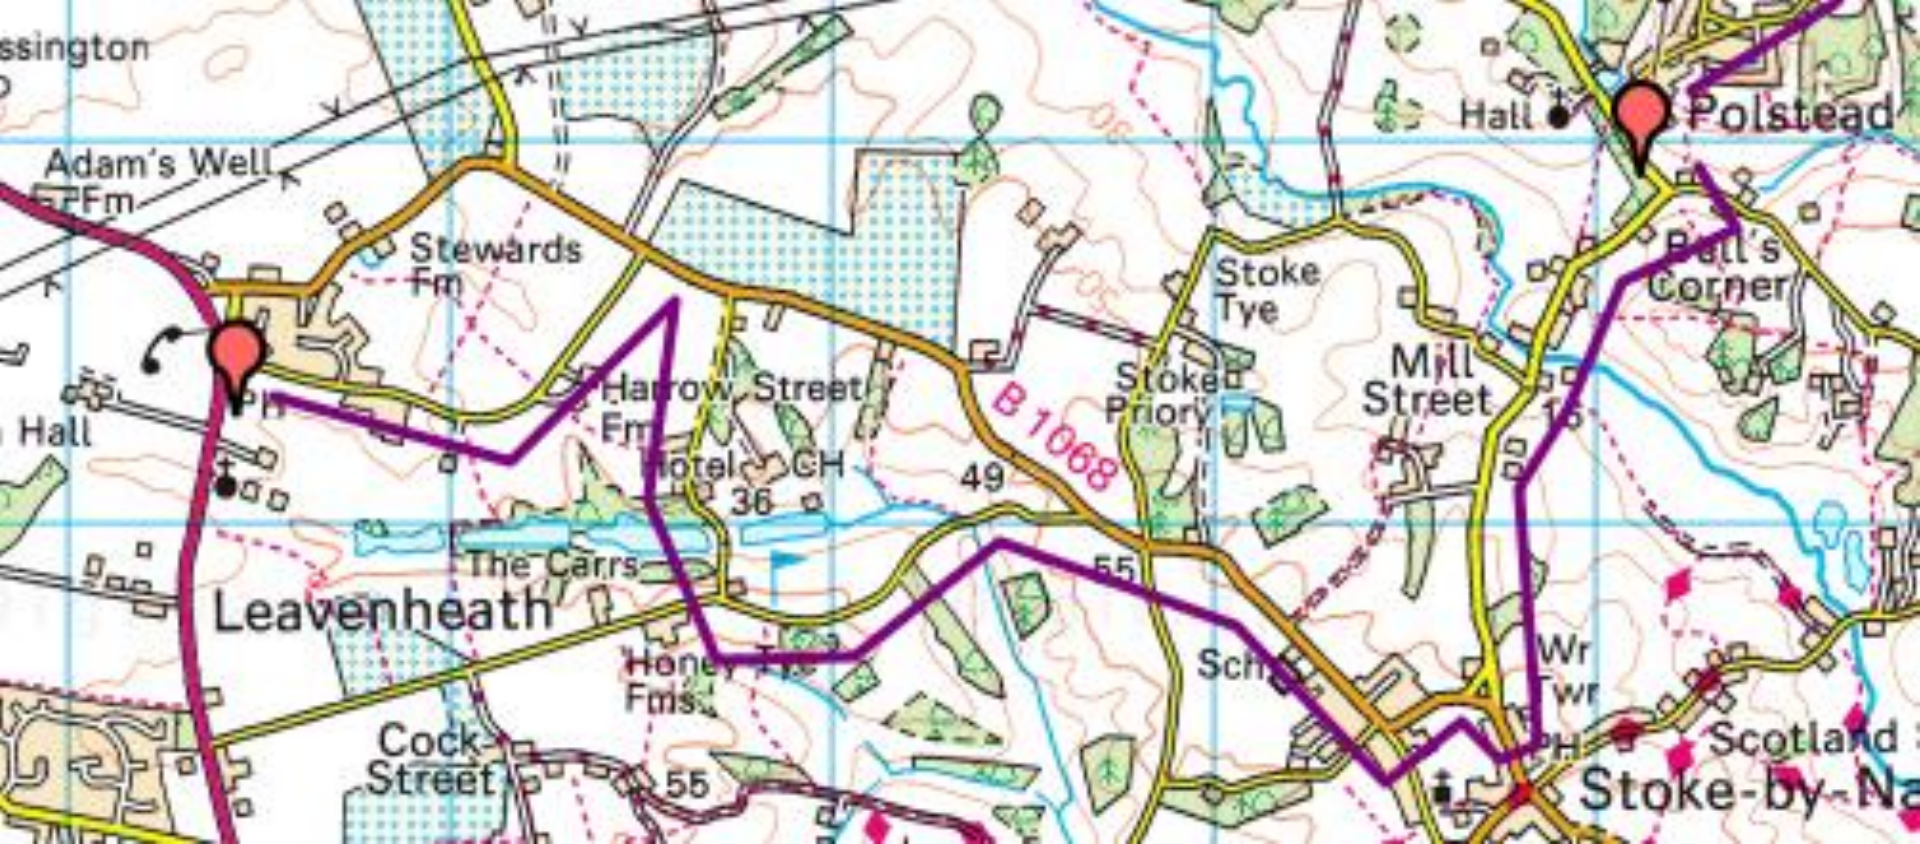 ssington
Adam's Well
Fm
Stewards
Fm
Hall
Polstead
Ball's
Corner
Stoke
Tye
Mill
Street
Stoke
Priory
B 1068
Harrow Street
Fm
Hotel
CH
36
49
PH
Hall
15
The Carrs
55
Leavenheath
Honey Tye
Fms
Sch
Wr
Twr
Cock
Street
55
PH
Scotland S
Stoke-by-Na